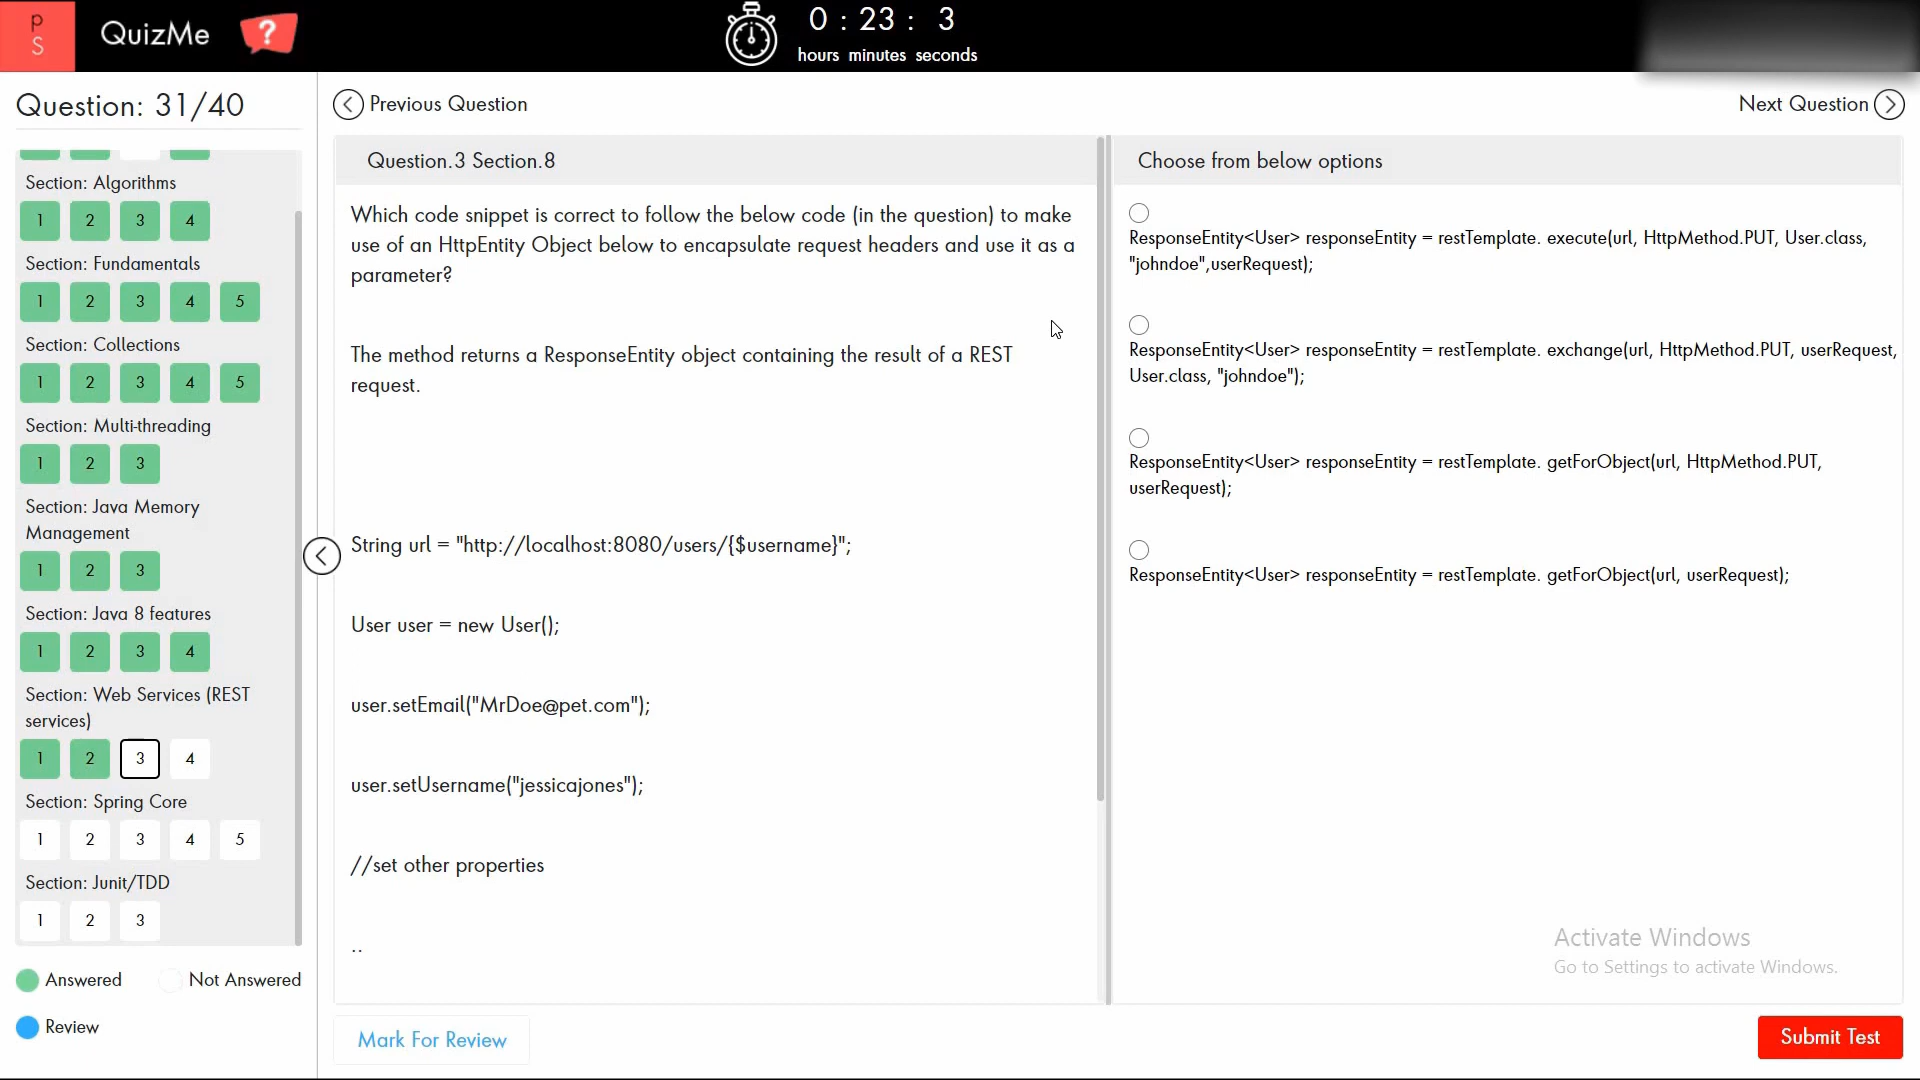 p
S
QuizMe
?
0 : 23 : 3
hours minutes seconds
Question: 31/40
Previous Question
Next Question
Section: Algorithms
1 2 3 4
Section: Fundamentals
1 2 3 4 5
Section: Collections
1 2 3 4 5
Section: Multi-threading
1 2 3
Section: Java Memory
Management
1 2 3
Section: Java 8 features
1 2 3 4
Section: Web Services (REST
services)
1 2 3 4
Section: Spring Core
1 2 3 4 5
Section: Junit/TDD
1 2 3
Answered Not Answered
Review
Question.3 Section.8
Which code snippet is correct to follow the below code (in the question) to make
use of an HttpEntity Object below to encapsulate request headers and use it as a
parameter?
The method returns a ResponseEntity object containing the result of a REST
request.
String url = "http://localhost:8080/users/{$username}";
User user = new User();
user.setEmail("MrDoe@pet.com");
user.setUsername("jessicajones");
//set other properties
..
Mark For Review
Choose from below options
ResponseEntity<User> responseEntity = restTemplate. execute(url, HttpMethod.PUT, User.class,
"johndoe",userRequest);
ResponseEntity<User> responseEntity = restTemplate. exchange(url, HttpMethod.PUT, userRequest,
User.class, "johndoe");
ResponseEntity<User> responseEntity = restTemplate. getForObject(url, HttpMethod.PUT,
userRequest);
ResponseEntity<User> responseEntity = restTemplate. getForObject(url, userRequest);
Activate Windows
Go to Settings to activate Windows.
Submit Test